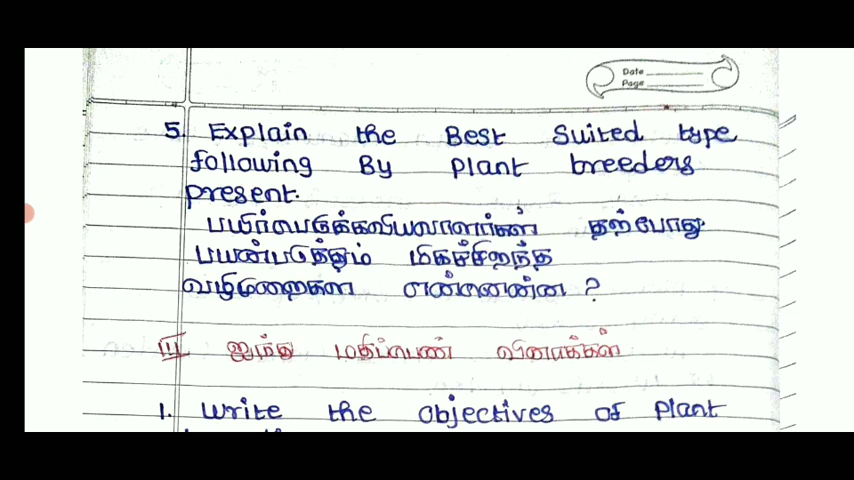 Date
Page
5. Explain the Best Suited type
following By plant breeders
present.
பயிர்பெருக்கவியலாளர்கள் தற்போது
பயன்படுத்தும் மிகச்சிறந்த
வழிமுறைகள் என்னென்ன ?
III ஐந்து மதிப்பெண் வினாக்கள்
1. Write the objectives of plant